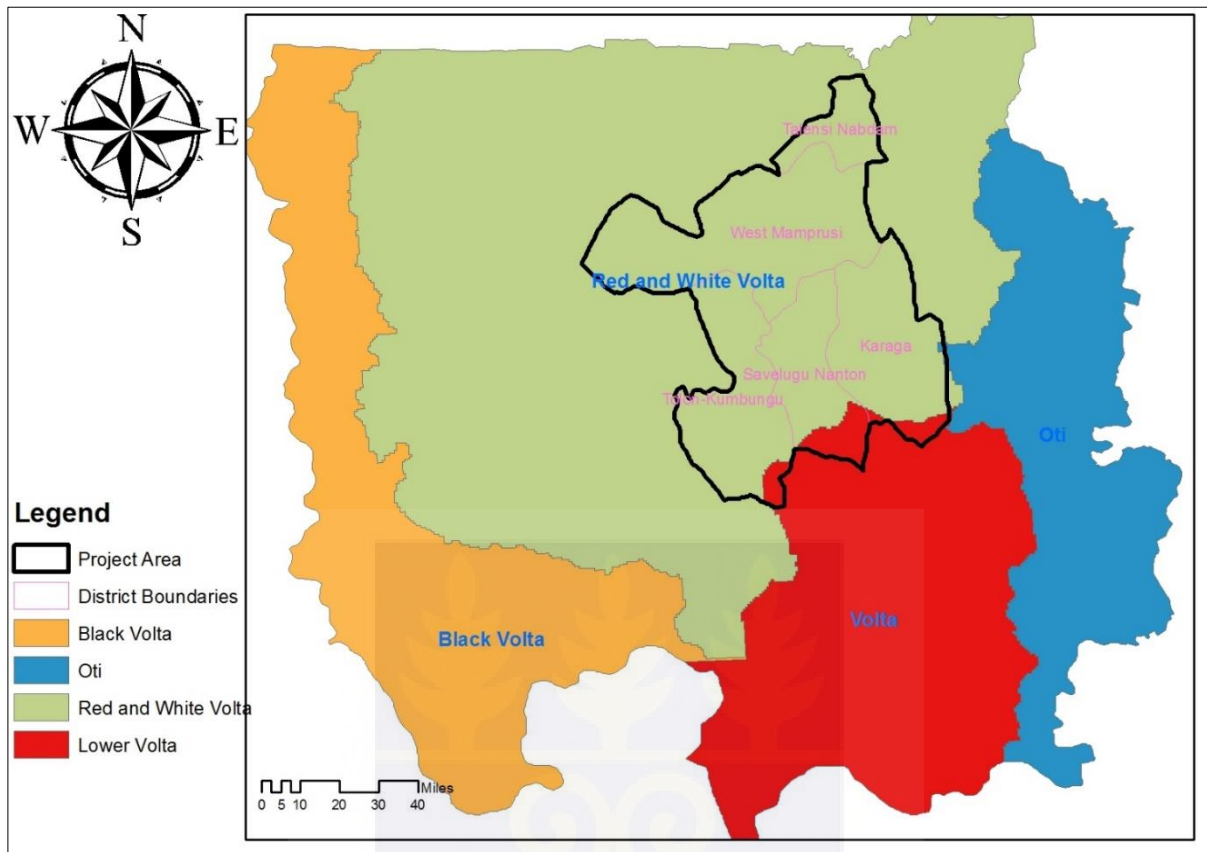 N
W
E
S
Talensi Nabdam
West Mamprusi
Red and White Volta
Karaga
Savelugu Nanton
Tolon-Kumbungu
Oti
Volta
Black Volta
Legend
Project Area
District Boundaries
Black Volta
Oti
Red and White Volta
Lower Volta
Miles
0 5 10 20 30 40